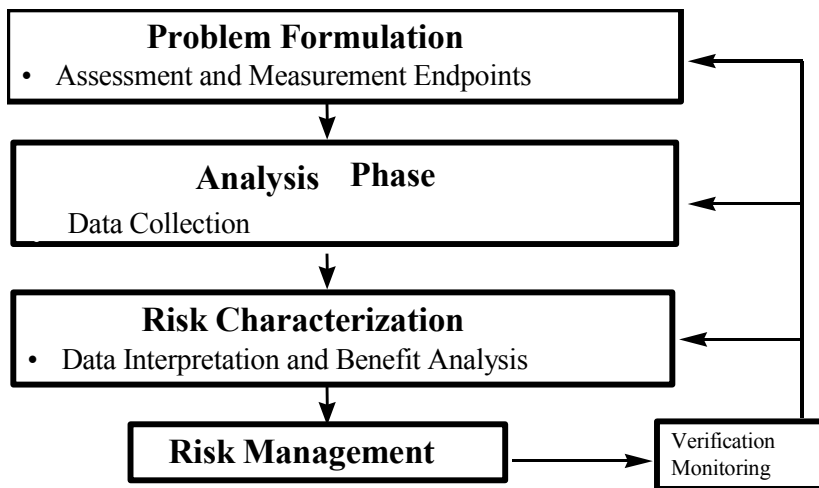 Problem Formulation
• Assessment and Measurement Endpoints
Analysis Phase
Data Collection
Risk Characterization
• Data Interpretation and Benefit Analysis
Risk Management
Verification
Monitoring